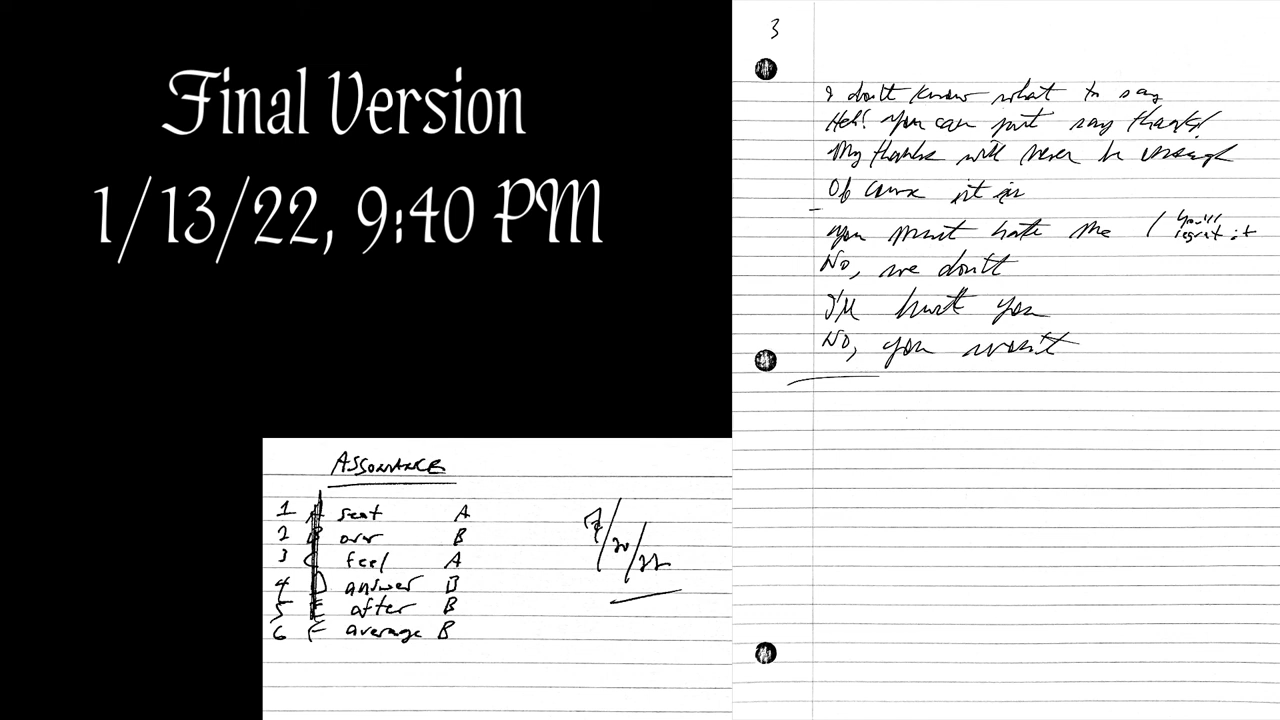 Final Version
1/13/22, 9:40 PM
3
I don't know what to say
Heh! You can just say thanks!
My thanks will never be enough
Of course it is
you must hate me / you'll regret it
No, we don't
I'll hurt you
No, you won't
ASSONANCE
1 seat A
2 over B
3 feel A
4 D answer B
5 E after B
6 F average B
/20/22